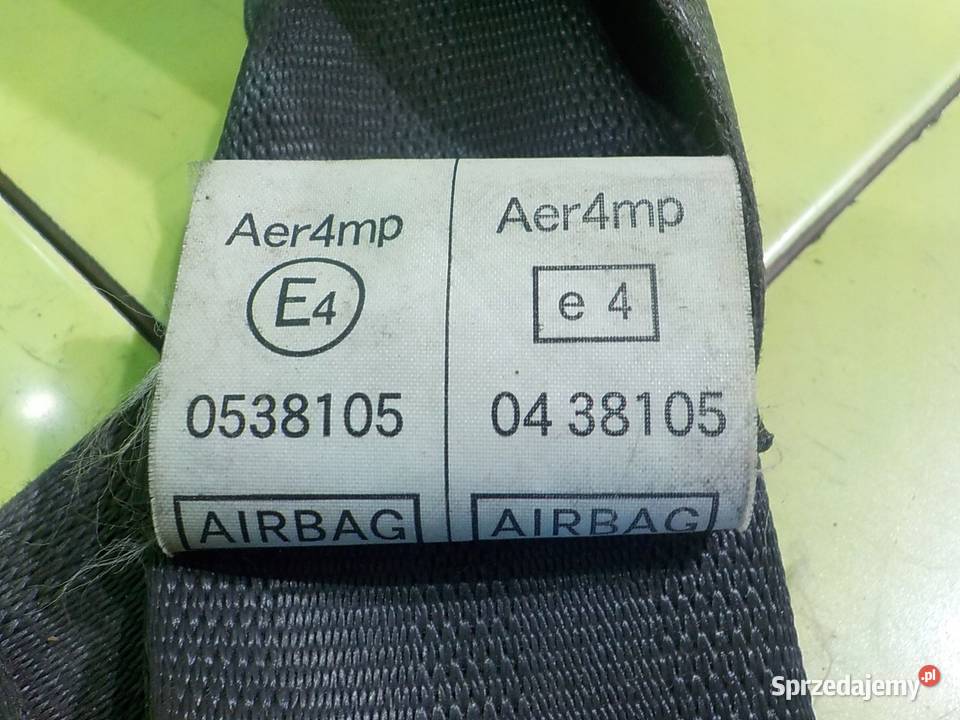 Aer4mp
E4
0538105
AIRBAG
Aer4mp
e 4
04 38105
AIRBAG
Sprzedajemy.pl